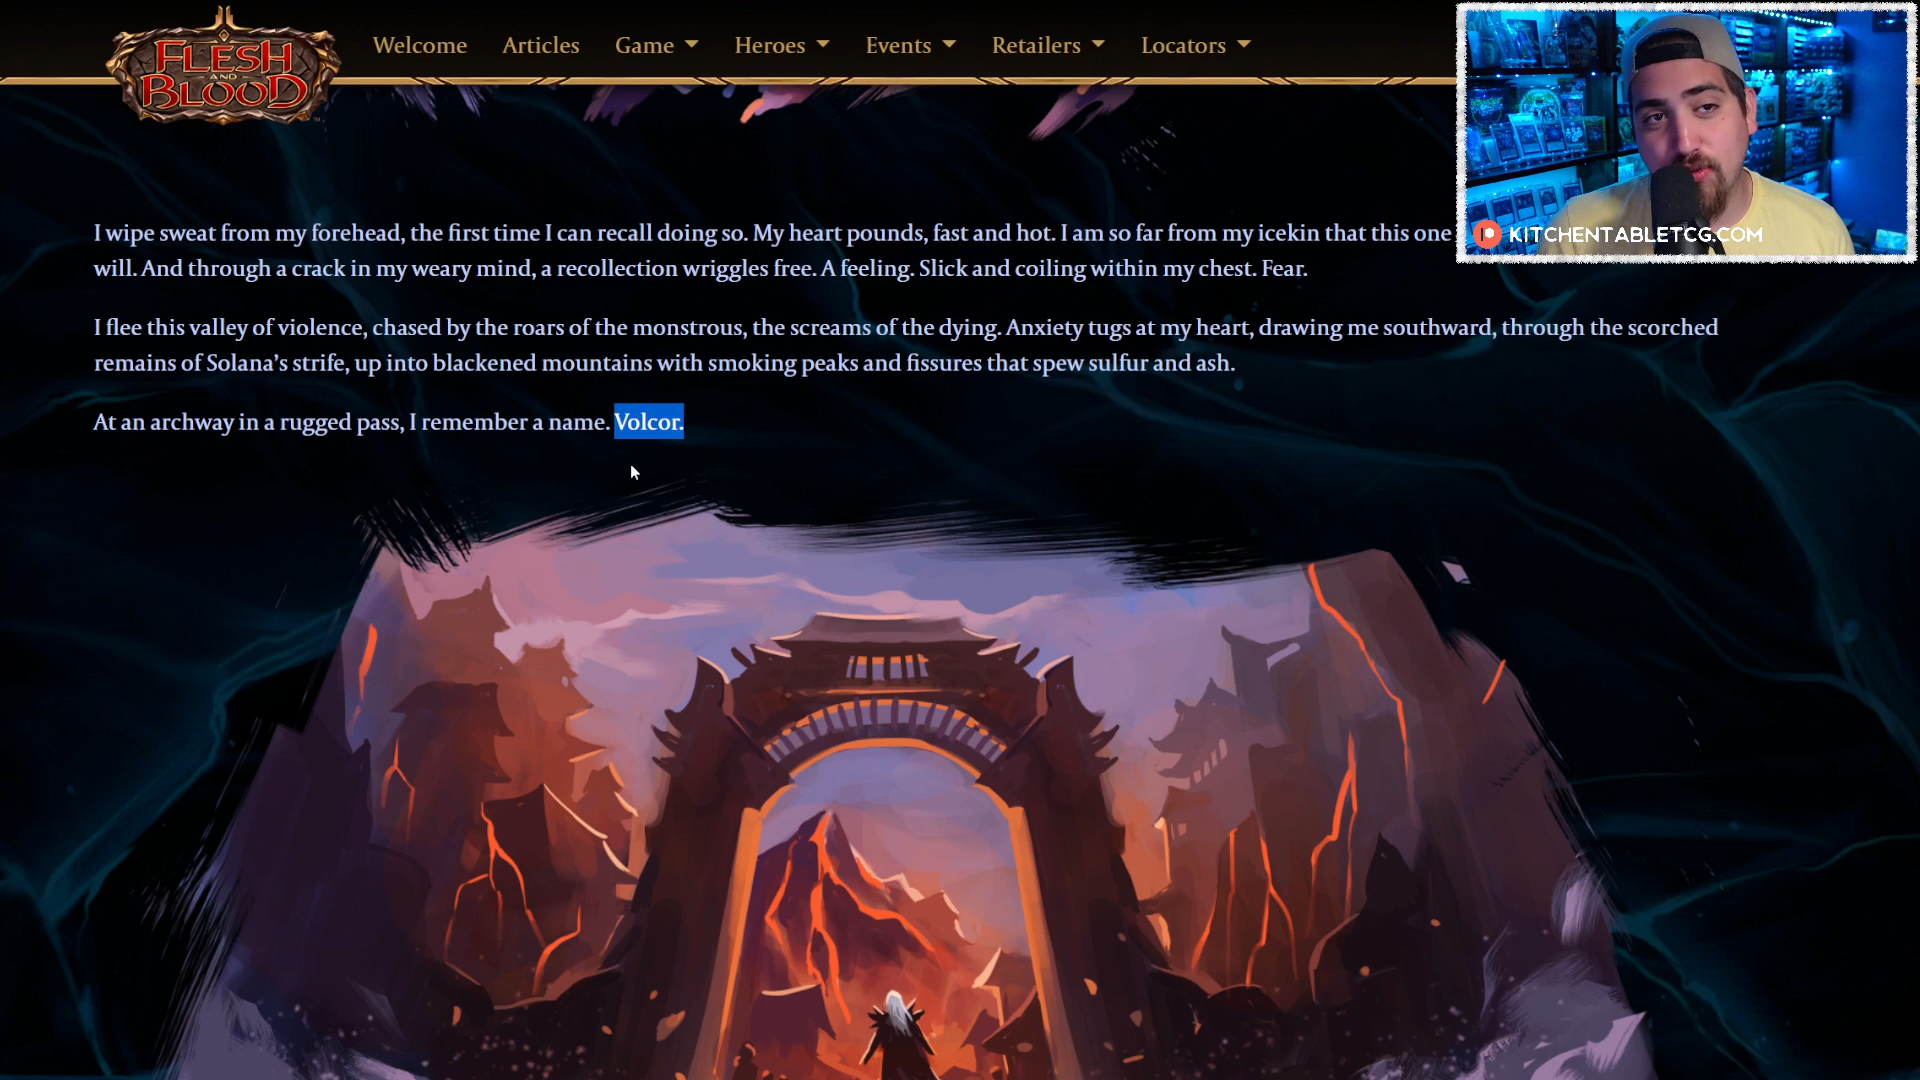 FLESH
AND
BLOOD
Welcome Articles Game Heroes Events Retailers Locators
I wipe sweat from my forehead, the first time I can recall doing so. My heart pounds, fast and hot. I am so far from my icekin that this one
will. And through a crack in my weary mind, a recollection wriggles free. A feeling. Slick and coiling within my chest. Fear.
KITCHENTABLETCG.COM
I flee this valley of violence, chased by the roars of the monstrous, the screams of the dying. Anxiety tugs at my heart, drawing me southward, through the scorched
remains of Solana’s strife, up into blackened mountains with smoking peaks and fissures that spew sulfur and ash.
At an archway in a rugged pass, I remember a name. Volcor.